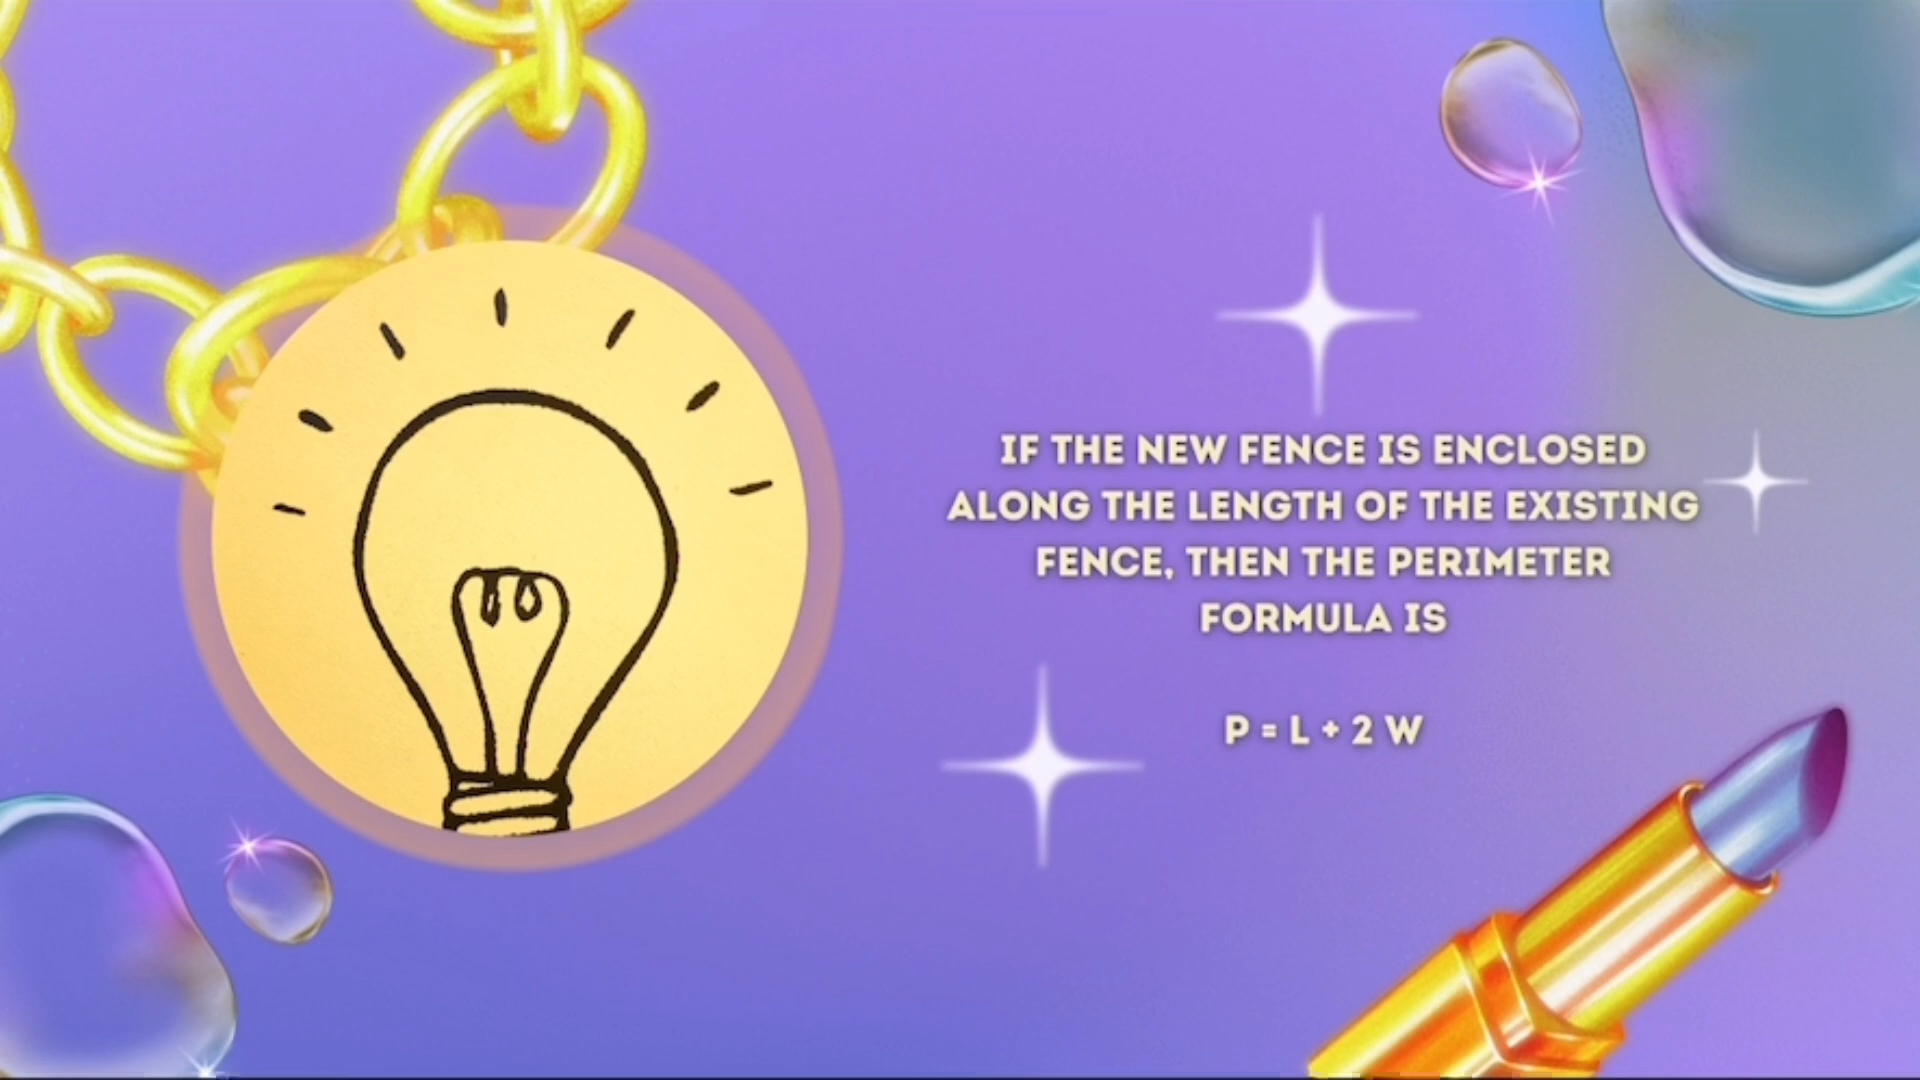 IF THE NEW FENCE IS ENCLOSED
ALONG THE LENGTH OF THE EXISTING
FENCE, THEN THE PERIMETER
FORMULA IS
P = L + 2 W